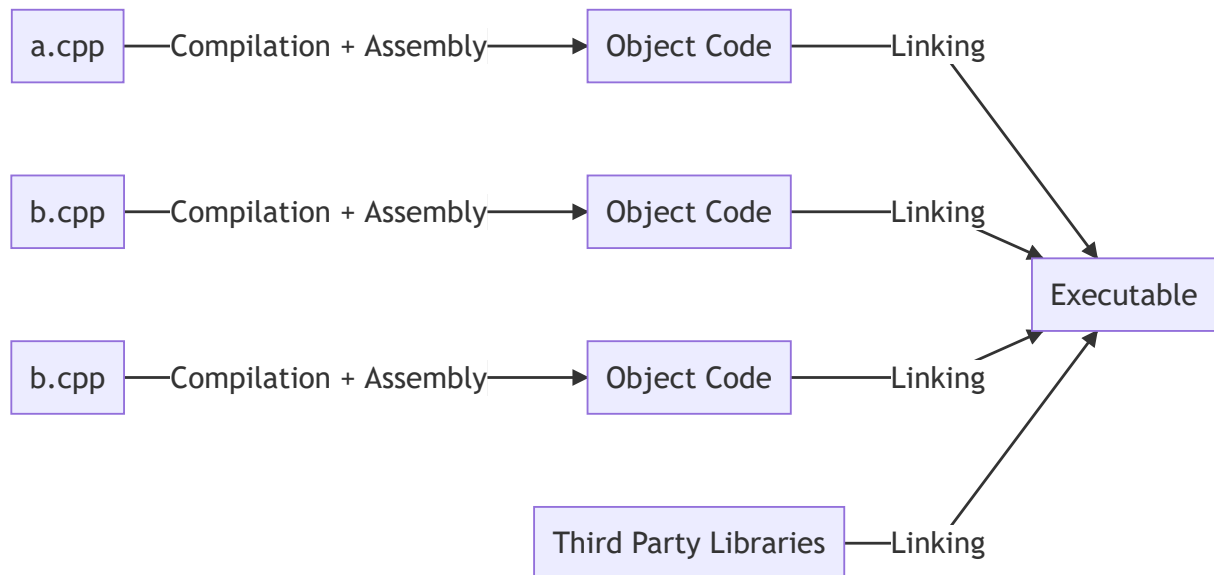 a.cpp
Compilation + Assembly
Object Code
Linking
b.cpp
Compilation + Assembly
Object Code
Linking
Executable
b.cpp
Compilation + Assembly
Object Code
Linking
Third Party Libraries
Linking